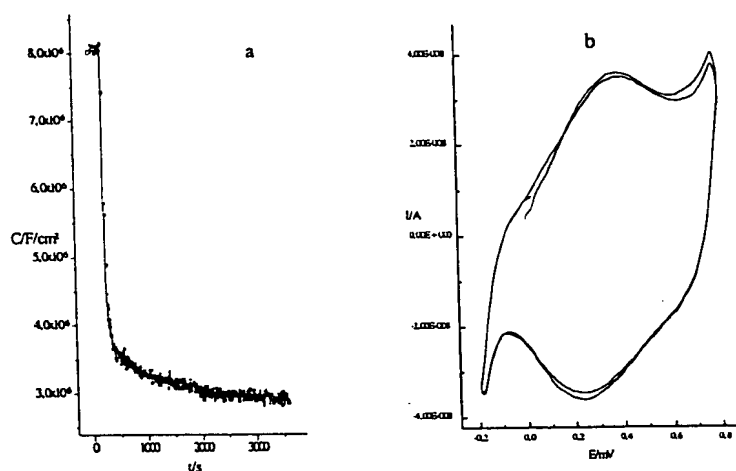 a
8,0x10⁶
7,0x10⁶
6,0x10⁶
C/F/cm²
5,0x10⁶
4,0x10⁶
3,0x10⁶
0 1000 2000 3000
t/s
b
4,00E-008
2,00E-008
I/A
0,00E+000
-2,00E-008
-4,00E-008
-0,2 0,0 0,2 0,4 0,6 0,8
E/mV